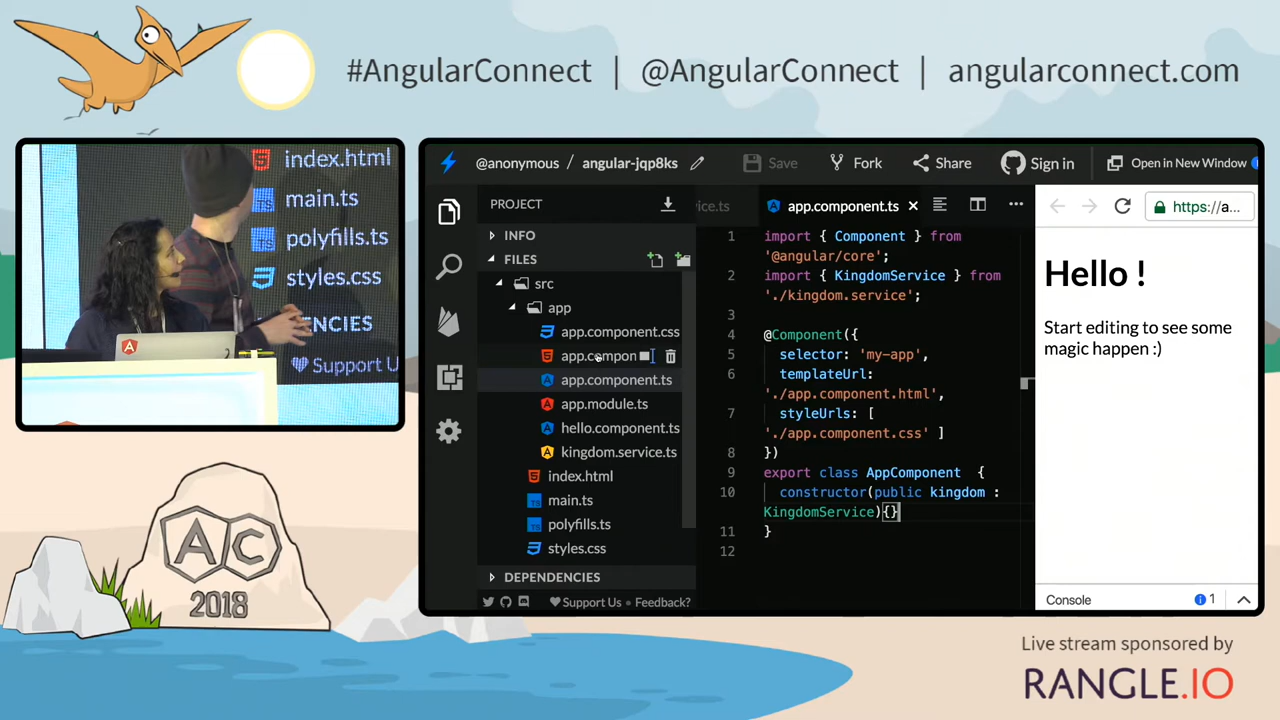 #AngularConnect | @AngularConnect | angularconnect.com
index.html
main.ts
polyfills.ts
styles.css
ENCIES
Support U
@anonymous / angular-jqp8ks
Save
Fork
Share
Sign in
Open in New Window
PROJECT
INFO
FILES
src
app
app.component.css
app.compon
app.component.ts
app.module.ts
hello.component.ts
kingdom.service.ts
index.html
main.ts
polyfills.ts
styles.css
DEPENDENCIES
Support Us • Feedback?
vice.ts
app.component.ts
1 import { Component } from
'@angular/core';
2 import { KingdomService } from
'./kingdom.service';
3
4 @Component({
5 selector: 'my-app',
6 templateUrl:
'./app.component.html',
7 styleUrls: [
'./app.component.css' ]
8 })
9 export class AppComponent {
10 constructor(public kingdom :
KingdomService){}
11 }
12
https://a...
Hello !
Start editing to see some
magic happen :)
Console
1
AC
2018
Live stream sponsored by
RANGLE.IO